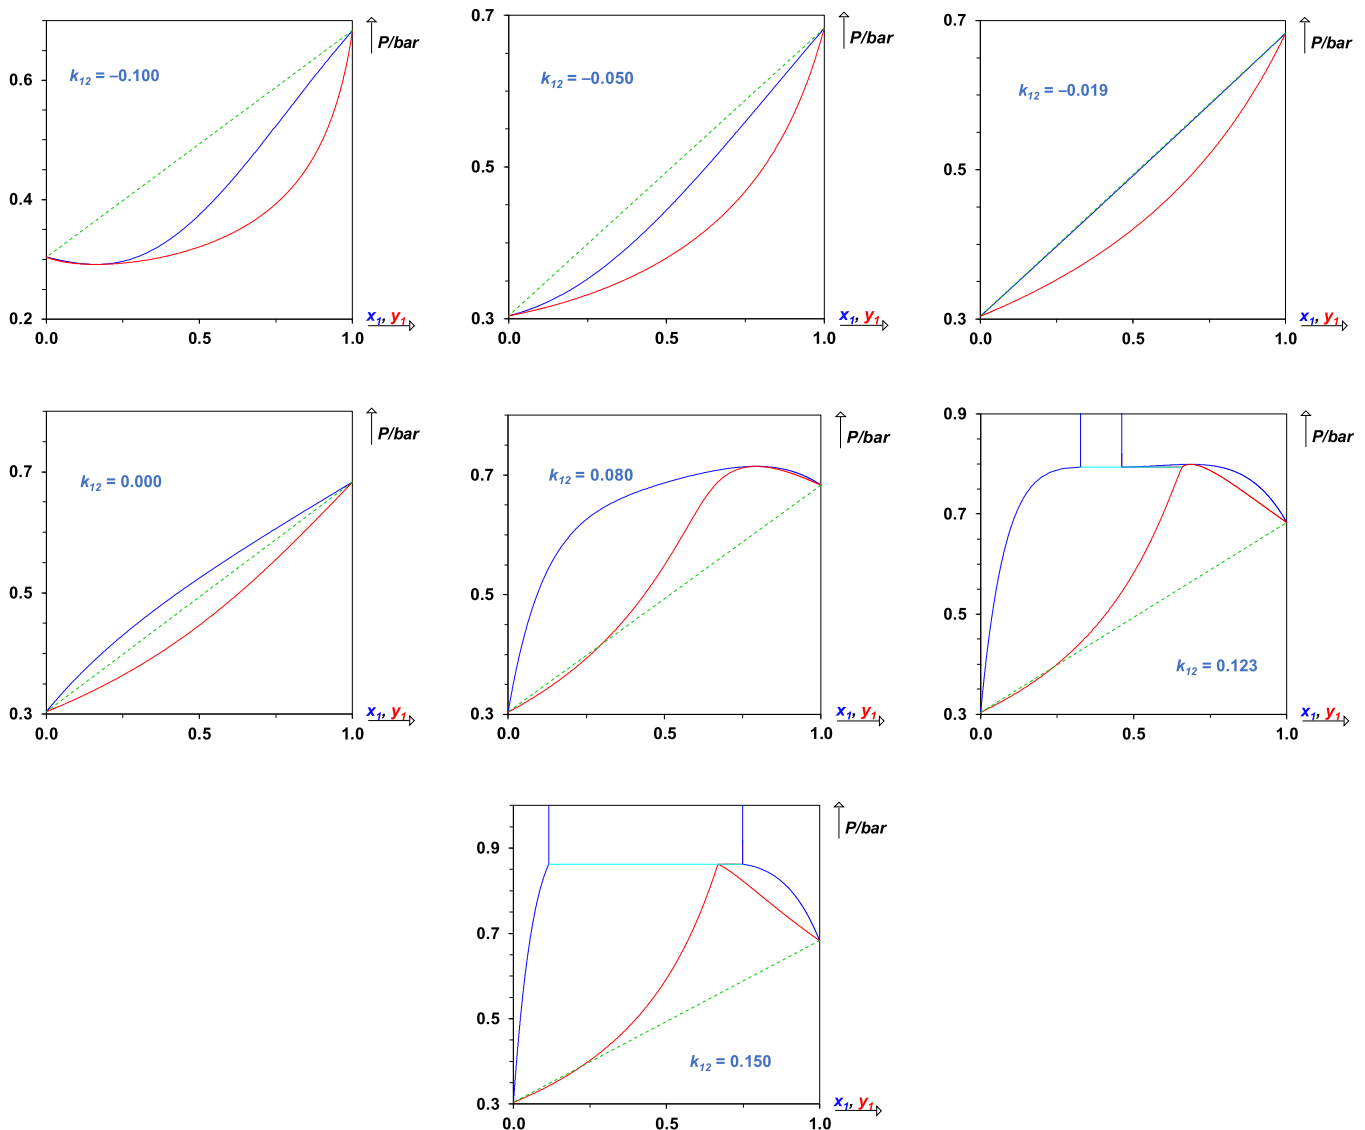 P/bar
0.6
k12 = –0.100
0.4
0.2
0.0
0.5
1.0
x1, y1
0.7
P/bar
k12 = –0.050
0.5
0.3
0.0
0.5
1.0
x1, y1
0.7
P/bar
k12 = –0.019
0.5
0.3
0.0
0.5
1.0
x1, y1
P/bar
0.7
k12 = 0.000
0.5
0.3
0.0
0.5
1.0
x1, y1
P/bar
0.7
k12 = 0.080
0.5
0.3
0.0
0.5
1.0
x1, y1
0.9
P/bar
0.7
0.5
k12 = 0.123
0.3
0.0
0.5
1.0
x1, y1
P/bar
0.9
0.7
0.5
k12 = 0.150
0.3
0.0
0.5
1.0
x1, y1